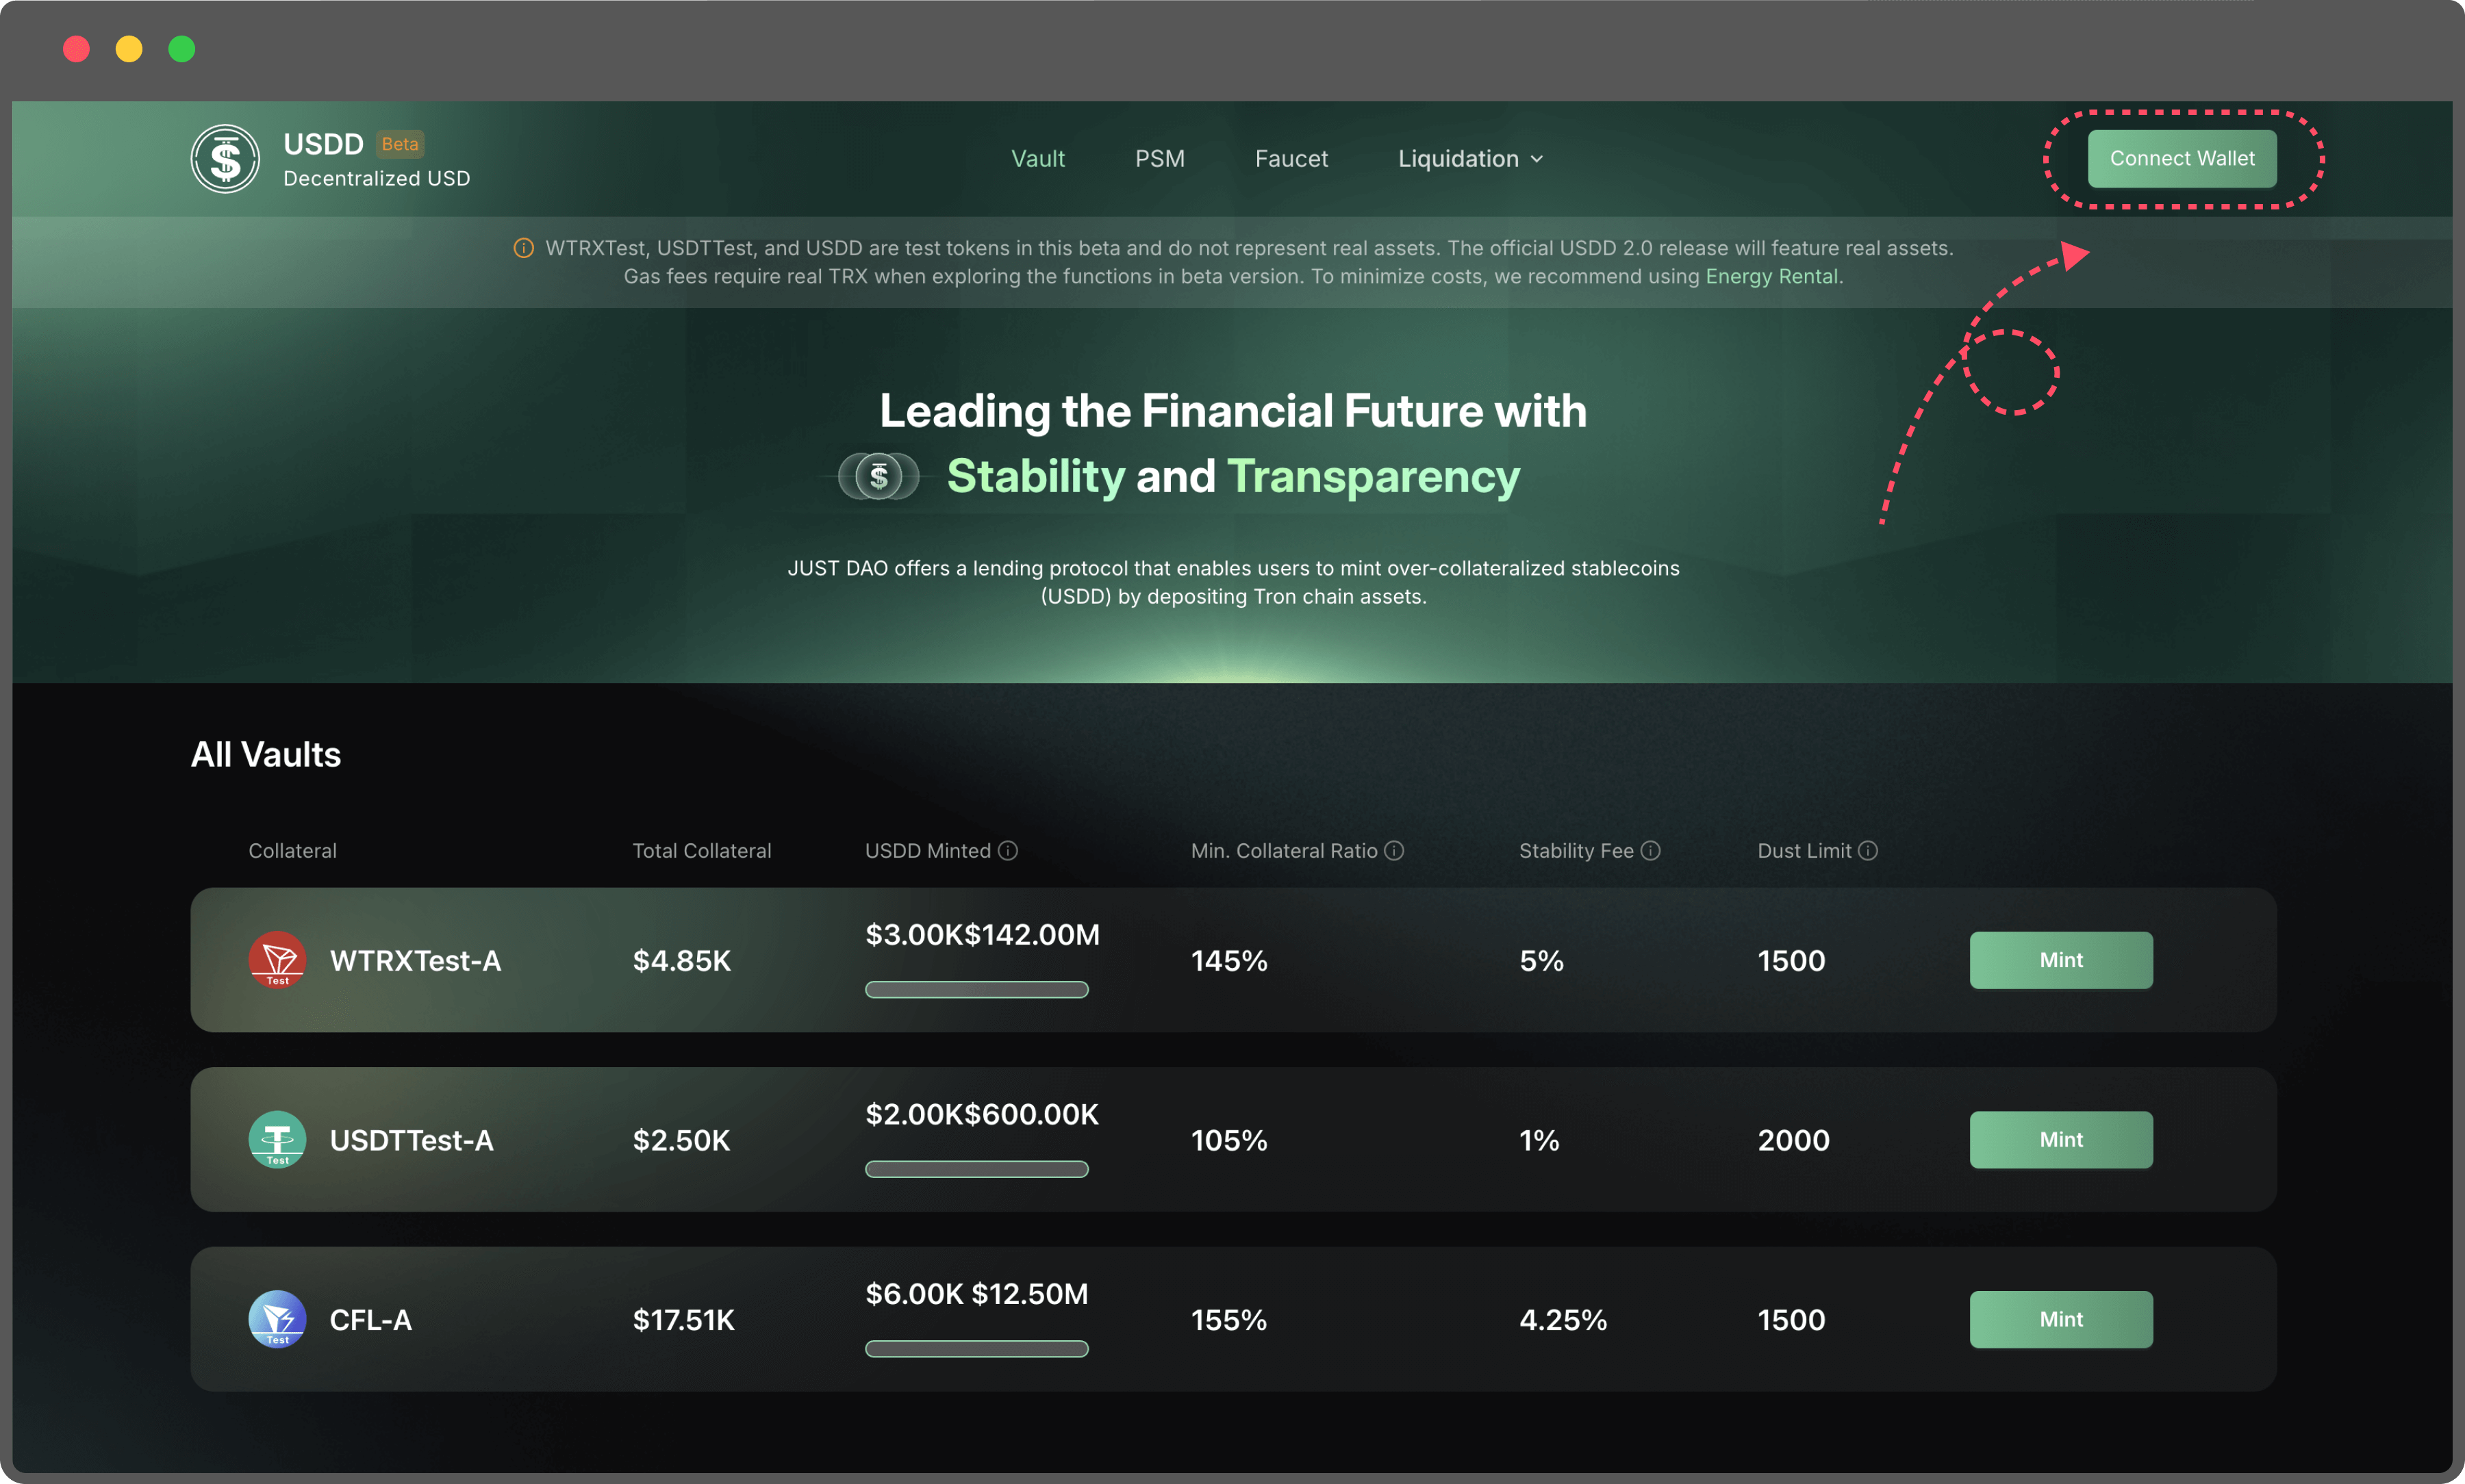 USDD Beta
Decentralized USD
Vault PSM Faucet Liquidation
Connect Wallet
WTRXTest, USDTTest, and USDD are test tokens in this beta and do not represent real assets. The official USDD 2.0 release will feature real assets.
Gas fees require real TRX when exploring the functions in beta version. To minimize costs, we recommend using Energy Rental.
Leading the Financial Future with
Stability and Transparency
JUST DAO offers a lending protocol that enables users to mint over-collateralized stablecoins
(USDD) by depositing Tron chain assets.
All Vaults
Collateral Total Collateral USDD Minted Min. Collateral Ratio Stability Fee Dust Limit
Test WTRXTest-A $4.85K $3.00K$142.00M 145% 5% 1500 Mint
Test USDTTest-A $2.50K $2.00K$600.00K 105% 1% 2000 Mint
Test CFL-A $17.51K $6.00K $12.50M 155% 4.25% 1500 Mint